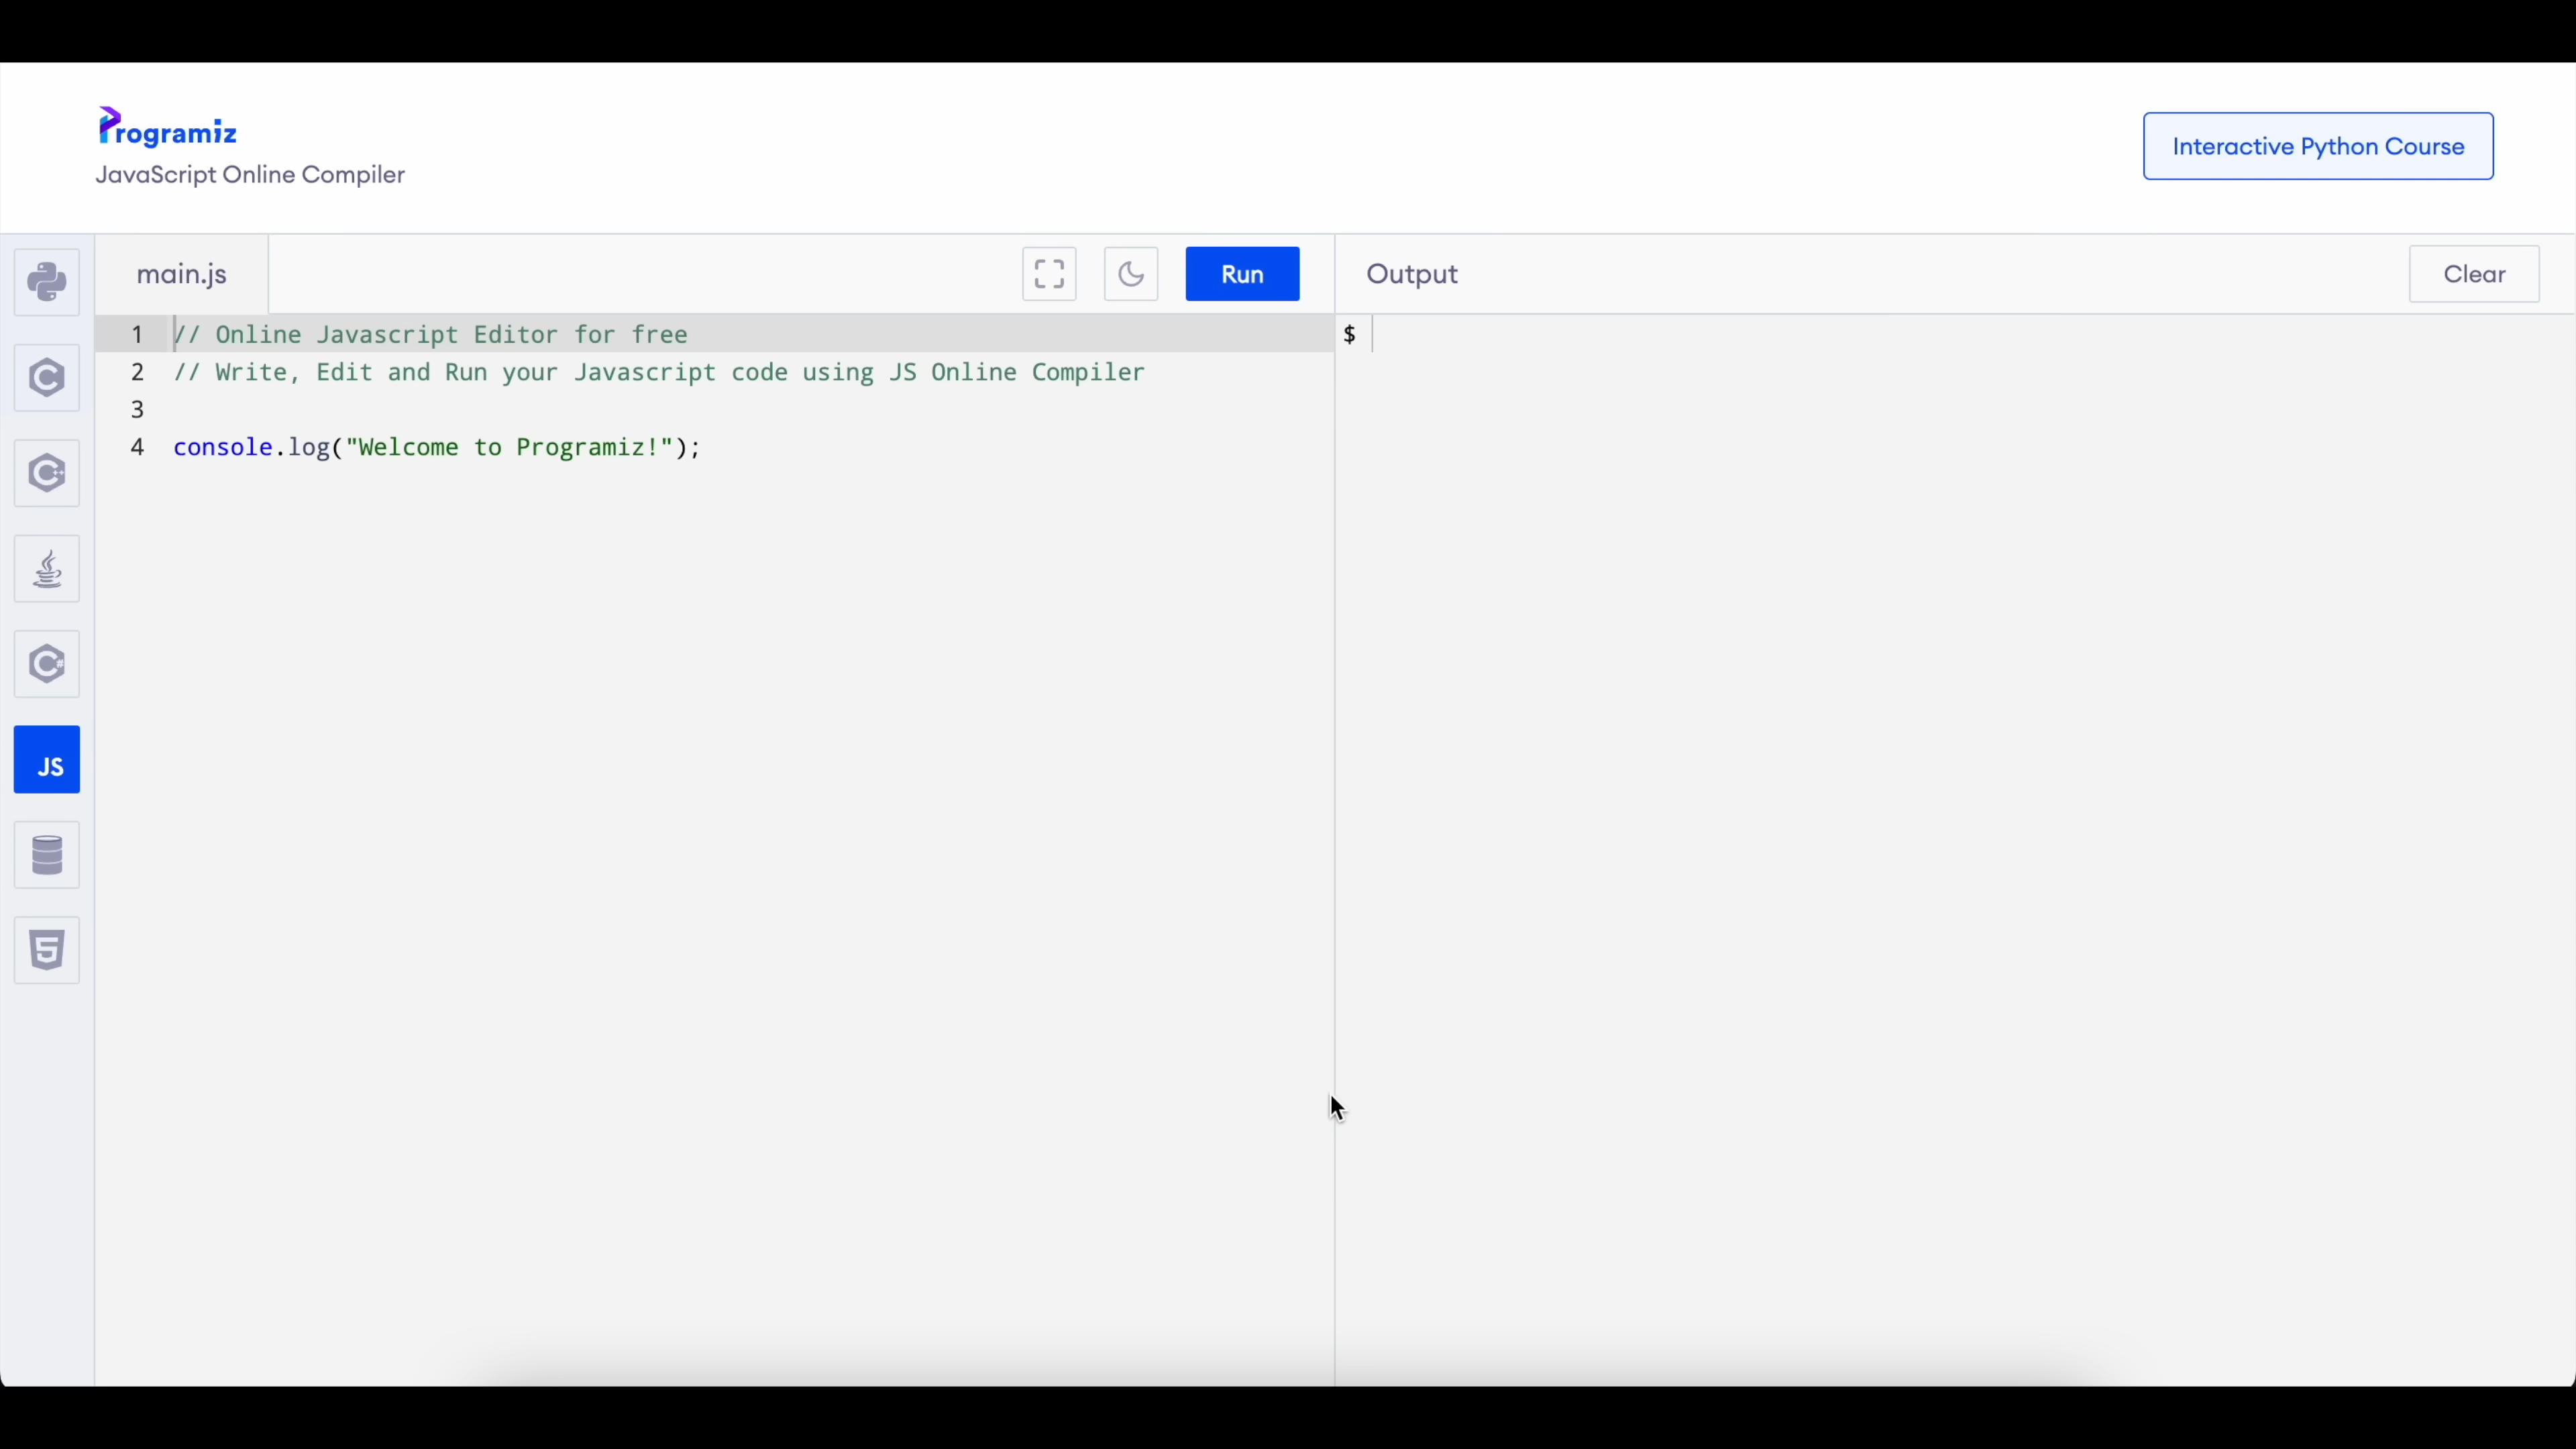 Programiz
JavaScript Online Compiler
Interactive Python Course
main.js
Run
Output
Clear
1 // Online Javascript Editor for free
2 // Write, Edit and Run your Javascript code using JS Online Compiler
3
4 console.log("Welcome to Programiz!");
$
C
C++
C#
JS
5